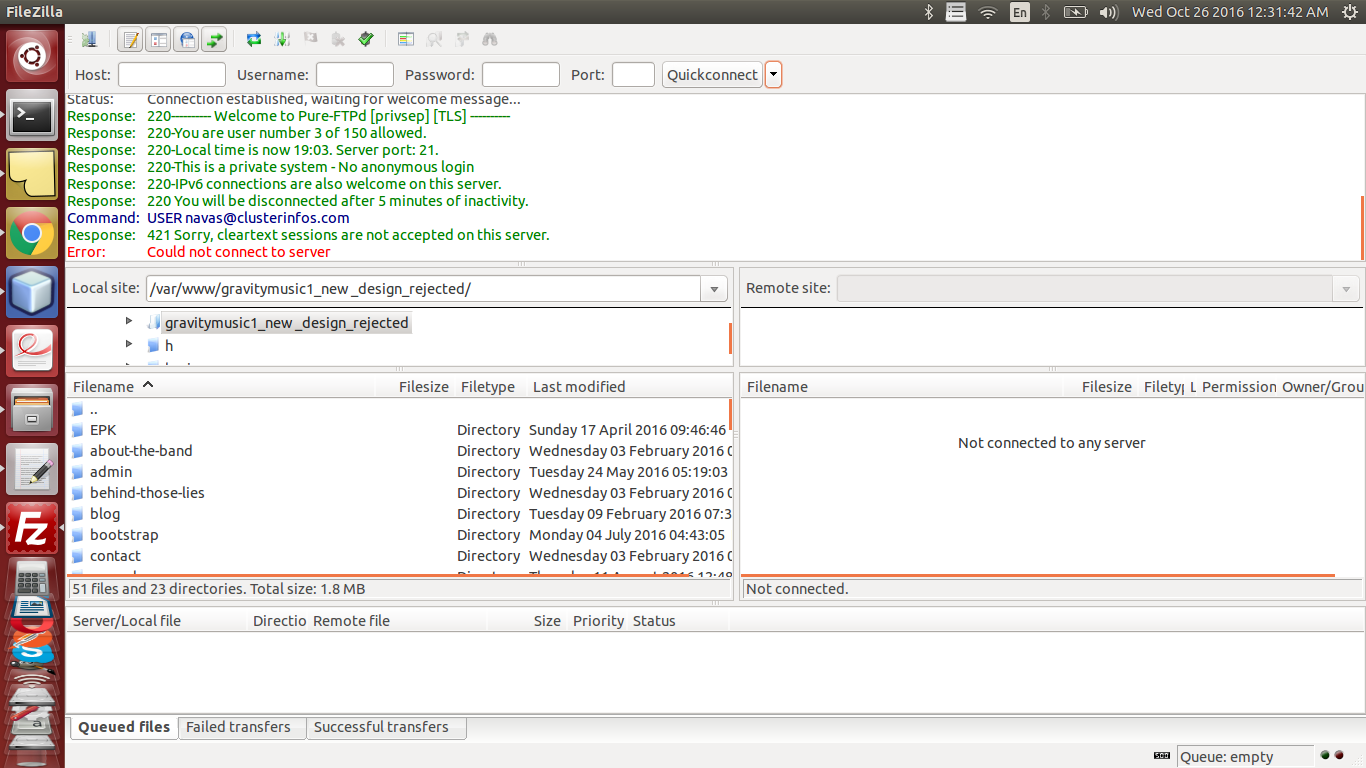 FileZilla
En
Wed Oct 26 2016 12:31:42 AM
Host: Username: Password: Port: Quickconnect
Status: Connection established, waiting for welcome message...
Response: 220---------- Welcome to Pure-FTPd [privsep] [TLS] ----------
Response: 220-You are user number 3 of 150 allowed.
Response: 220-Local time is now 19:03. Server port: 21.
Response: 220-This is a private system - No anonymous login
Response: 220-IPv6 connections are also welcome on this server.
Response: 220 You will be disconnected after 5 minutes of inactivity.
Command: USER navas@clusterinfos.com
Response: 421 Sorry, cleartext sessions are not accepted on this server.
Error: Could not connect to server
Local site: /var/www/gravitymusic1_new _design_rejected/
Remote site:
gravitymusic1_new _design_rejected
h
Filename Filesize Filetype Last modified
..
EPK Directory Sunday 17 April 2016 09:46:46
about-the-band Directory Wednesday 03 February 2016 0
admin Directory Tuesday 24 May 2016 05:19:03
behind-those-lies Directory Wednesday 03 February 2016 0
blog Directory Tuesday 09 February 2016 07:3
bootstrap Directory Monday 04 July 2016 04:43:05
contact Directory Wednesday 03 February 2016 0
51 files and 23 directories. Total size: 1.8 MB
Filename Filesize Filetyp L Permission Owner/Grou
Not connected to any server
Not connected.
Server/Local file Directio Remote file Size Priority Status
Queued files Failed transfers Successful transfers
Queue: empty